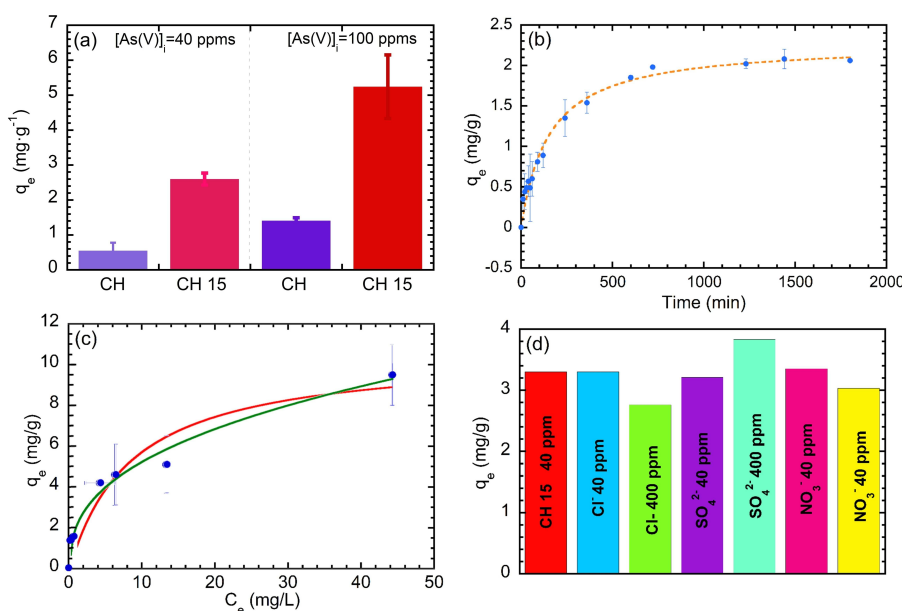 (a)
[As(V)]i=40 ppms
[As(V)]i=100 ppms
7
6
5
4
3
2
1
0
qe (mg·g-1)
CH
CH 15
CH
CH 15
(b)
2.5
2
1.5
1
0.5
0
-0.5
qe (mg/g)
0
500
1000
1500
2000
Time (min)
(c)
12
10
8
6
4
2
0
qe (mg/g)
0
10
20
30
40
50
Ce (mg/L)
(d)
4
3
2
1
0
qe (mg/g)
CH 15 40 ppm
Cl- 40 ppm
Cl- 400 ppm
SO42- 40 ppm
SO42- 400 ppm
NO3- 40 ppm
NO3- 40 ppm